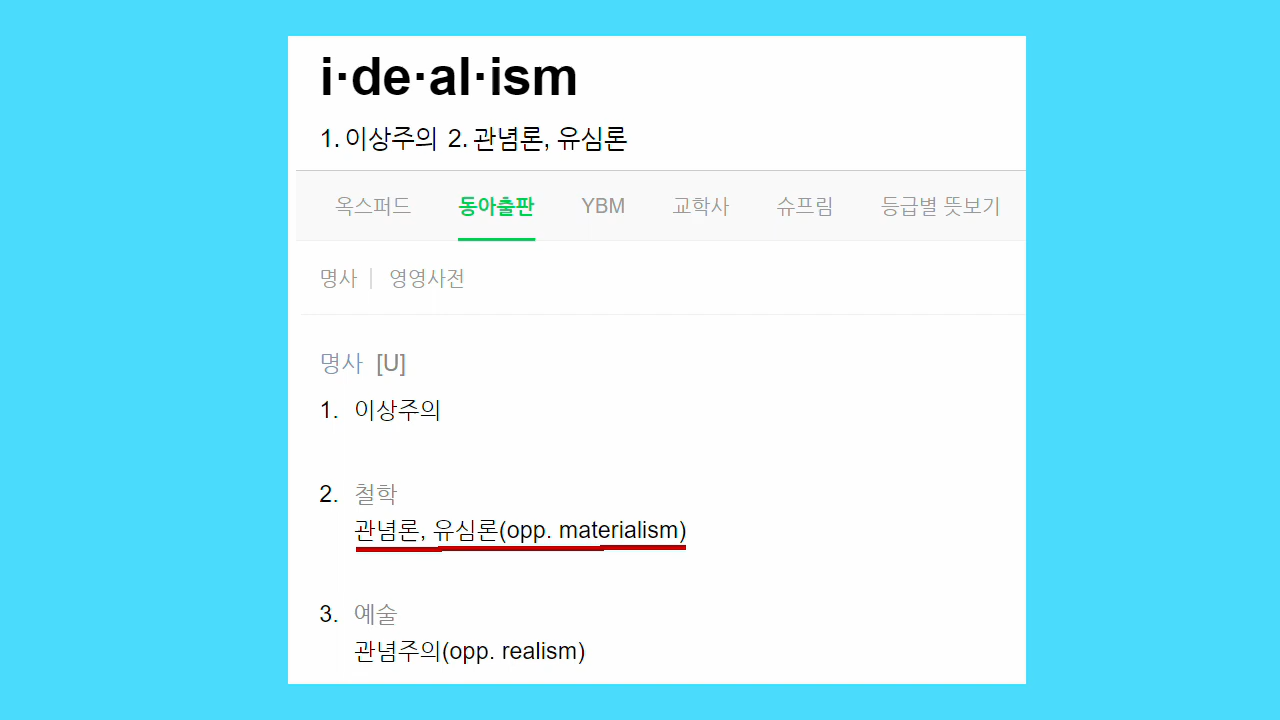 i·de·al·ism
1. 이상주의 2. 관념론, 유심론
옥스퍼드 동아출판 YBM 교학사 슈프림 등급별 뜻보기
명사 | 영영사전
명사 [U]
1. 이상주의
2. 철학
관념론, 유심론(opp. materialism)
3. 예술
관념주의(opp. realism)